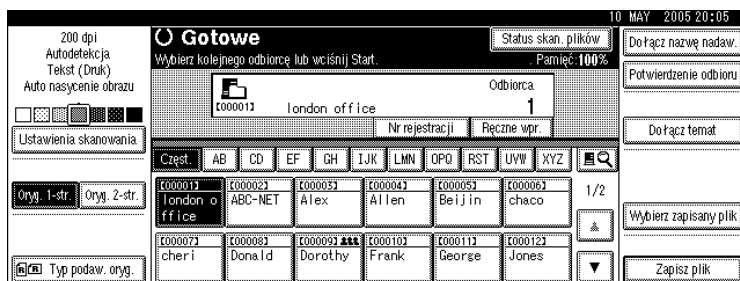 10 MAY 2005 20:05
200 dpi
Autodetekcja
Tekst (Druk)
Auto nasycenie obrazu
Ustawienia skanowania
Oryg. 1-str. Oryg. 2-str.
Typ podaw. oryg.
Gotowe
Status skan. plików
Wybierz kolejnego odbiorcę lub wciśnij Start. . Pamięć:100%
Odbiorca
[00001] london office 1
Nr rejestracji Ręczne wpr.
Częst. AB CD EF GH IJK LMN OPQ RST UVW XYZ
[00001] [00002] [00003] [00004] [00005] [00006]
london o ABC-NET Alex Allen Beijin chaco
ffice
1/2
[00007] [00008] [00009] [00010] [00011] [00012]
cheri Donald Dorothy Frank George Jones
Dołącz nazwę nadaw.
Potwierdzenie odbioru
Dołącz temat
Wybierz zapisany plik
Zapisz plik